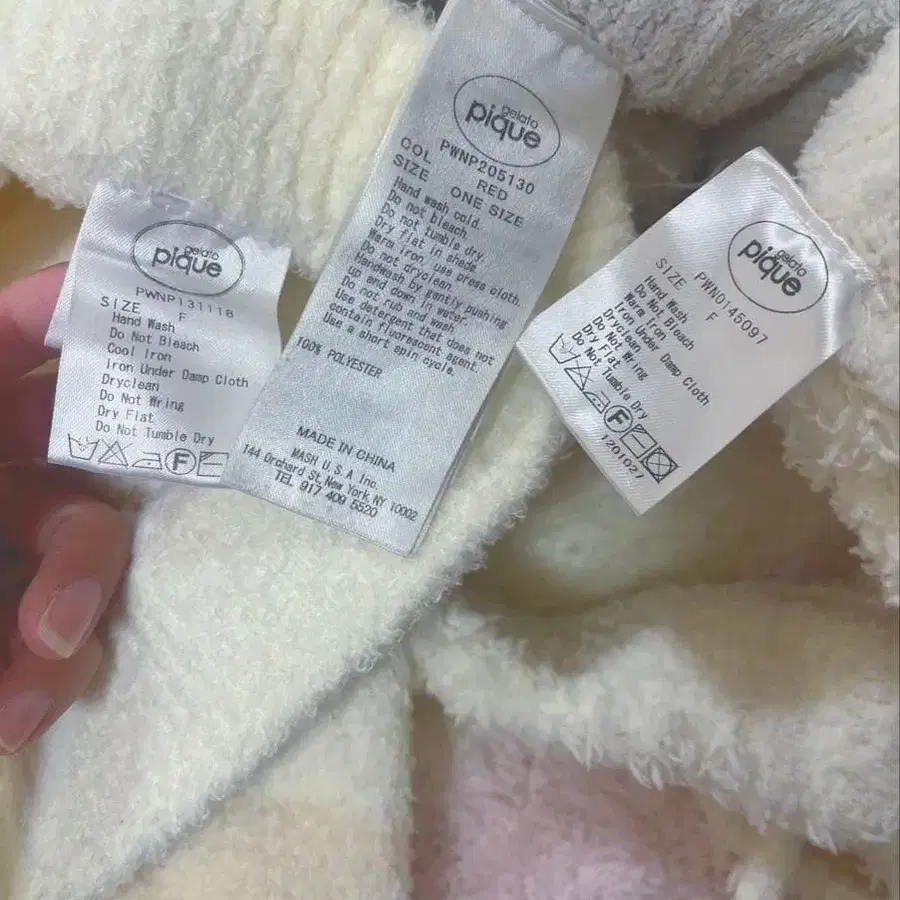 gelato
pique
PWNP131118
SIZE F
Hand Wash
Do Not Bleach
Cool Iron
Iron Under Damp Cloth
Dryclean
Do Not Wring
Dry Flat
Do Not Tumble Dry
F
gelato
pique
PWNP205130
COL RED
SIZE ONE SIZE
Hand wash cold.
Do not bleach.
Do not tumble dry.
Dry flat in shade.
Warm iron, use press cloth.
Do not dryclean.
Handwash by gently pushing
up and down in water.
Do not rub and wash.
Use detergent that does not
contain fluorescent agent.
Use a short spin cycle.
100% POLYESTER
MADE IN CHINA
MASH U.S.A Inc.
144 Orchard St,New York,NY 10002
TEL 917 409 5520
gelato
pique
PWNO145097
SIZE F
Hand Wash
Do Not Bleach
Warm Iron
Iron Under Damp Cloth
Dryclean
Do Not Wring
Dry Flat
Do Not Tumble Dry
F
1201027